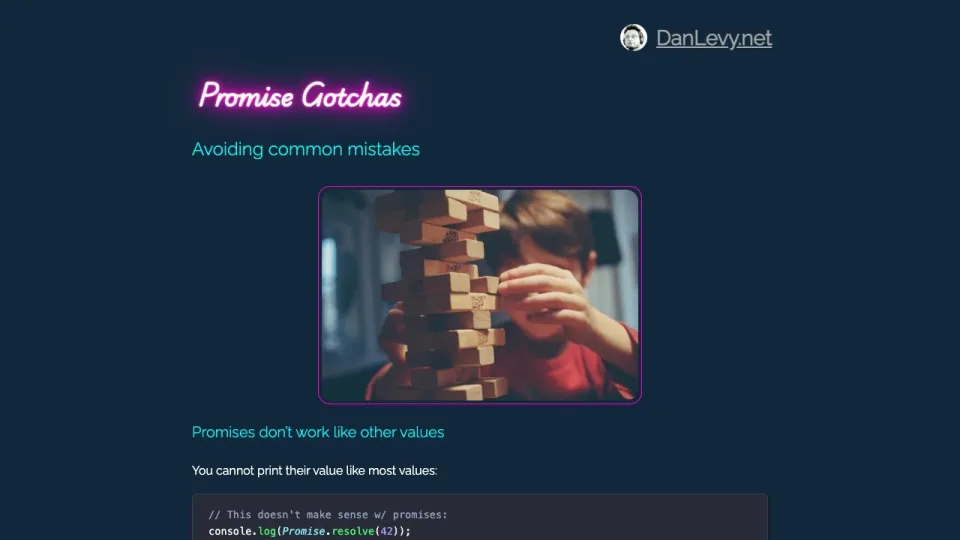 DanLevy.net
Promise Gotchas
Avoiding common mistakes
Promises don't work like other values
You cannot print their value like most values:
// This doesn't make sense w/ promises:
console.log(Promise.resolve(42));